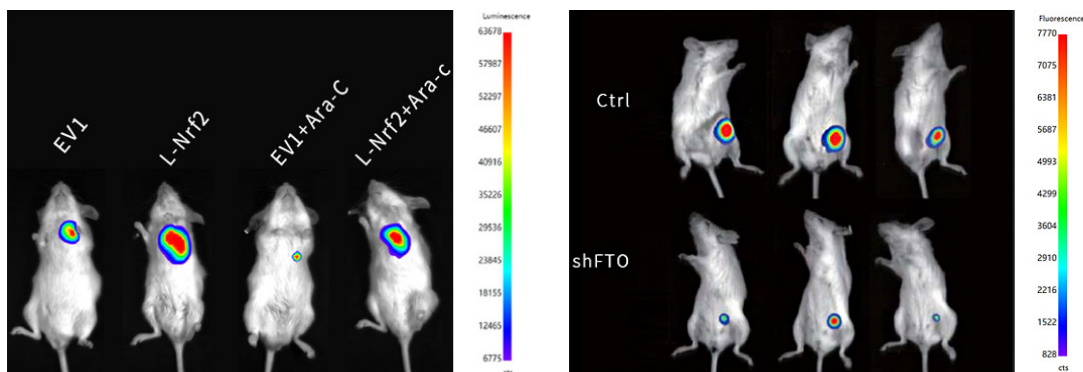 Luminescence
63678
57987
52297
46607
40916
35226
29536
23845
18155
12465
6775
cts
EV1
L-Nrf2
EV1+Ara-C
L-Nrf2+Ara-c
Fluorescence
7770
7075
6381
5687
4993
4299
3604
2910
2216
1522
828
cts
Ctrl
shFTO